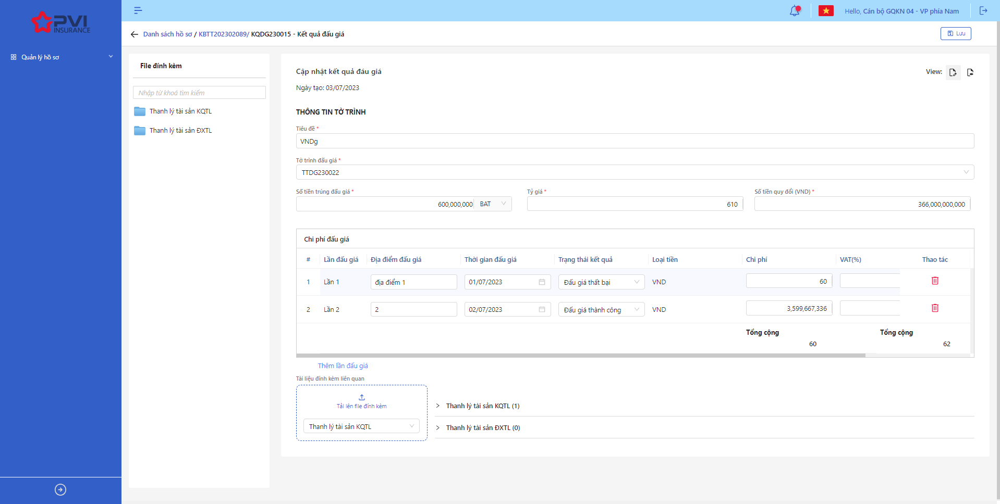 PVI
INSURANCE
Hello, Cán bộ GQKN 04 - VP phía Nam
Quản lý hồ sơ
Danh sách hồ sơ / KBTT202302089/ KQDG230015 - Kết quả đấu giá
Lưu
File đính kèm
Nhập từ khoá tìm kiếm
Thanh lý tài sản KQTL
Thanh lý tài sản ĐXTL
Cập nhật kết quả đấu giá
View:
Ngày tạo: 03/07/2023
THÔNG TIN TỜ TRÌNH
Tiêu đề *
VNDg
Tờ trình đấu giá *
TTDG230022
Số tiền trúng đấu giá * Tỷ giá * Số tiền quy đổi (VND) *
600,000,000 BAT 610 366,000,000,000
Chi phí đấu giá
# Lần đấu giá Địa điểm đấu giá Thời gian đấu giá Trạng thái kết quả Loại tiền Chi phí VAT(%) Thao tác
1 Lần 1 địa điểm 1 01/07/2023 Đấu giá thất bại VND 60
2 Lần 2 2 02/07/2023 Đấu giá thành công VND 3,599,667,336
Tổng cộng Tổng cộng
60 62
Thêm lần đấu giá
Tài liệu đính kèm liên quan
Tải lên file đính kèm
Thanh lý tài sản KQTL
Thanh lý tài sản KQTL (1)
Thanh lý tài sản ĐXTL (0)